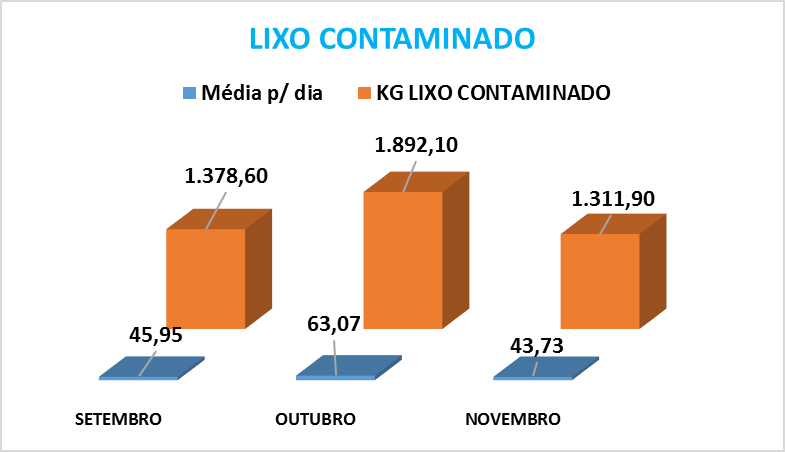 LIXO CONTAMINADO
Média p/ dia KG LIXO CONTAMINADO
1.378,60 1.892,10 1.311,90
45,95 63,07 43,73
SETEMBRO OUTUBRO NOVEMBRO